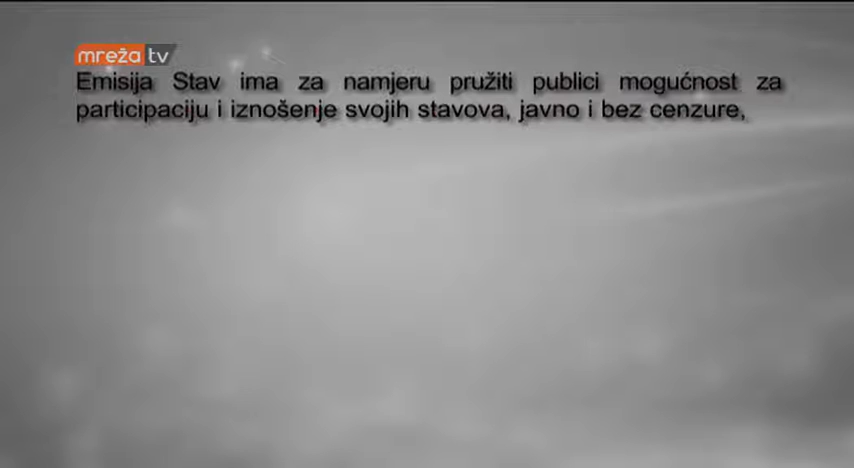 mreža tv
Emisija Stav ima za namjeru pružiti publici mogućnost za
participaciju i iznošenje svojih stavova, javno i bez cenzure,